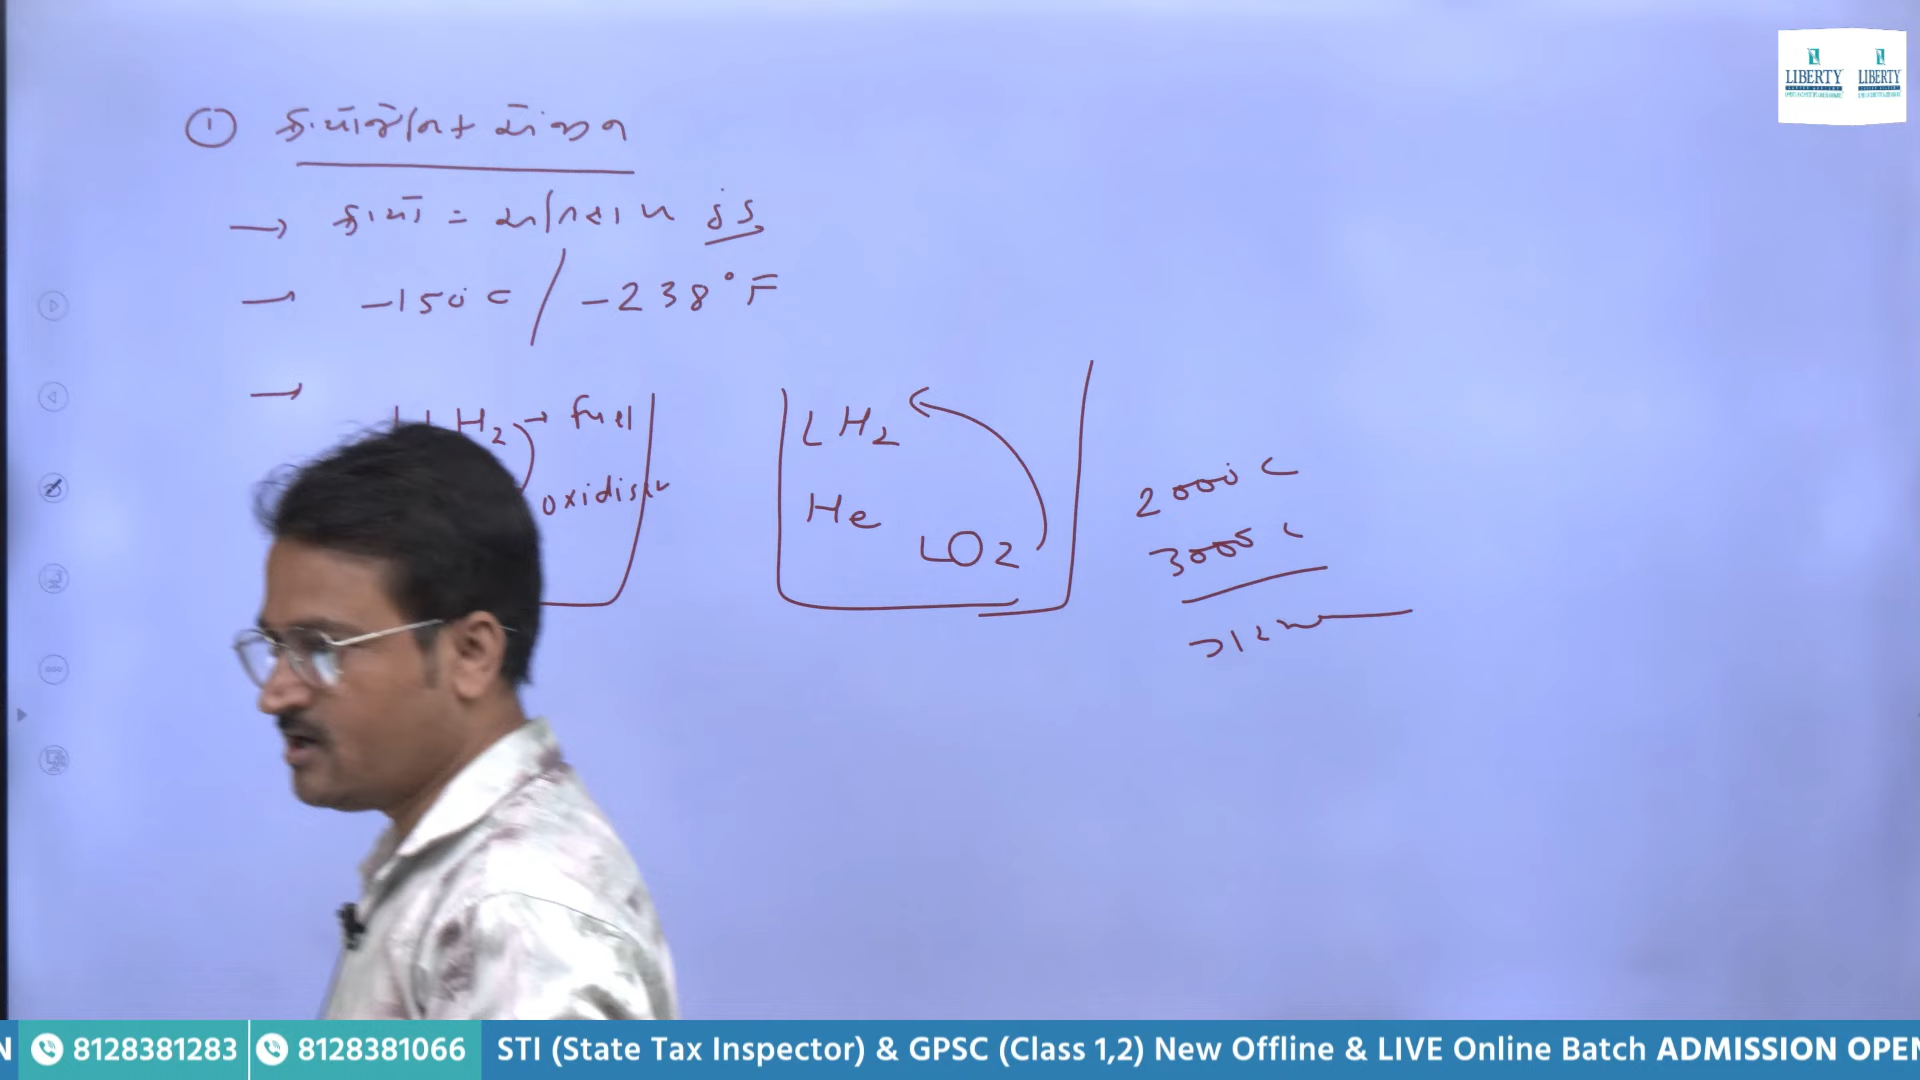 ① ક્રાયોજેનિક એન્જીન
→ ક્રાયો = અતિશય ઠંડુ
→ -150°C / -238°F
→
H2 → fuel
oxidiser
LH2
He
LO2
2000°C
3000°C
LIBERTY LIBERTY
N 8128381283 8128381066 STI (State Tax Inspector) & GPSC (Class 1,2) New Offline & LIVE Online Batch ADMISSION OPEN